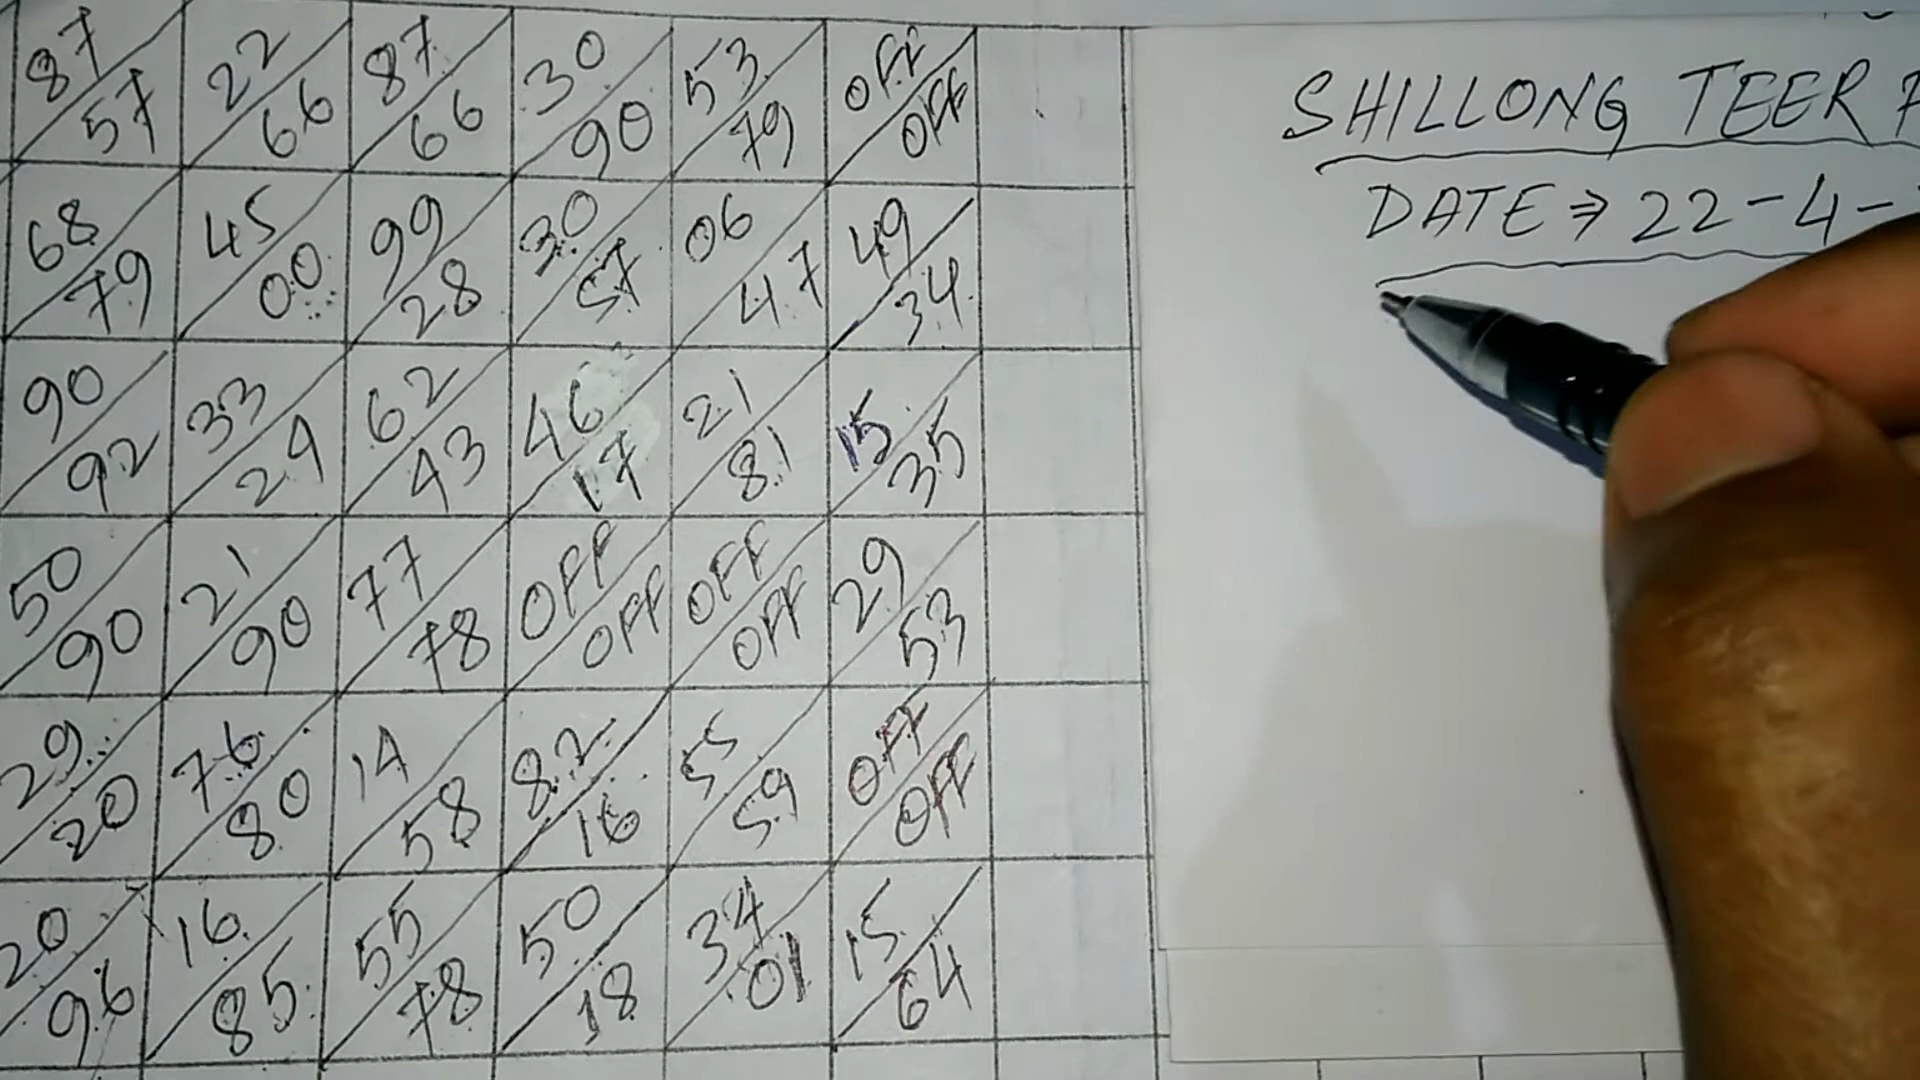 87/57 22/66 87/66 30/90 53/79 OFF/OFF
68/79 45/00 99/28 30/57 06/47 49/34
90/92 33/29 62/43 46/17 21/81 15/35
50/90 21/90 77/78 OFF/OFF OFF/OFF 29/53
29/20 76/80 14/58 82/16 55/59 OFF/OFF
20/96 16/85 55/78 50/18 34/01 15/64
SHILLONG TEER
DATE ⇒ 22-4-